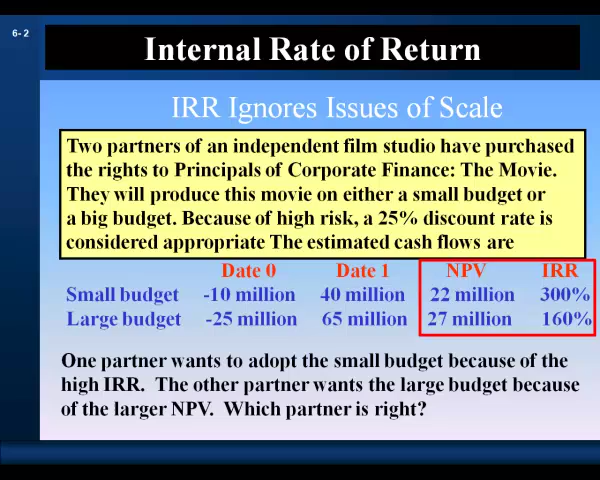 6-2
Internal Rate of Return
IRR Ignores Issues of Scale
Two partners of an independent film studio have purchased
the rights to Principals of Corporate Finance: The Movie.
They will produce this movie on either a small budget or
a big budget. Because of high risk, a 25% discount rate is
considered appropriate The estimated cash flows are
Date 0 Date 1 NPV IRR
Small budget -10 million 40 million 22 million 300%
Large budget -25 million 65 million 27 million 160%
One partner wants to adopt the small budget because of the
high IRR. The other partner wants the large budget because
of the larger NPV. Which partner is right?